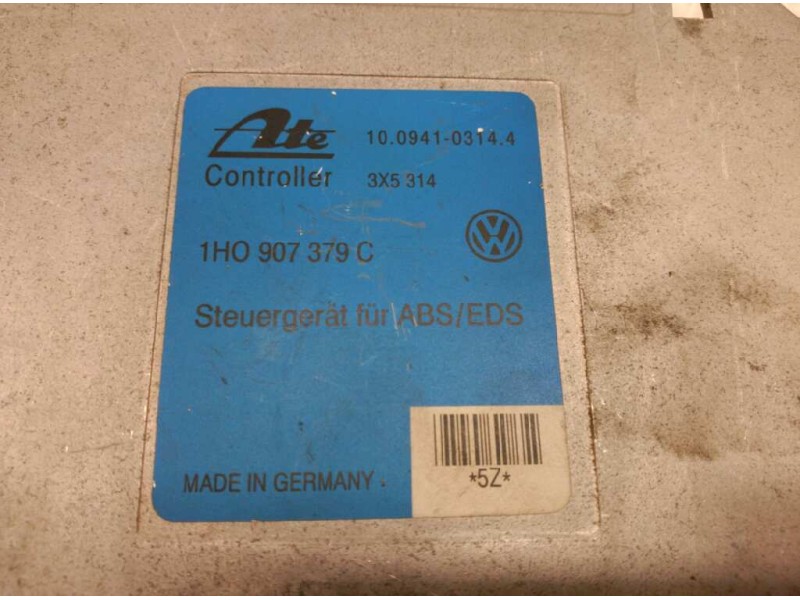 Ate 10.0941-0314.4
Controller 3X5 314
VW
1HO 907 379 C
Steuergerät für ABS/EDS
MADE IN GERMANY
*5Z*